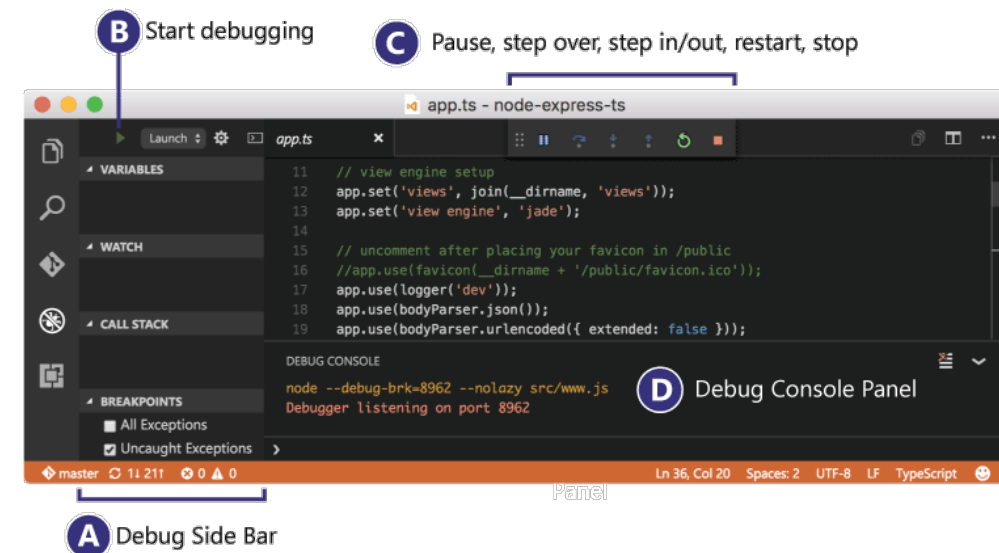 B Start debugging
C Pause, step over, step in/out, restart, stop
app.ts - node-express-ts
Launch
app.ts
VARIABLES
WATCH
CALL STACK
BREAKPOINTS
All Exceptions
Uncaught Exceptions
11 // view engine setup
12 app.set('views', join(__dirname, 'views'));
13 app.set('view engine', 'jade');
14
15 // uncomment after placing your favicon in /public
16 //app.use(favicon(__dirname + '/public/favicon.ico'));
17 app.use(logger('dev'));
18 app.use(bodyParser.json());
19 app.use(bodyParser.urlencoded({ extended: false }));
DEBUG CONSOLE
node --debug-brk=8962 --nolazy src/www.js
Debugger listening on port 8962
D Debug Console Panel
master 1↓ 21↑ 0 0 Ln 36, Col 20 Spaces: 2 UTF-8 LF TypeScript
Panel
A Debug Side Bar